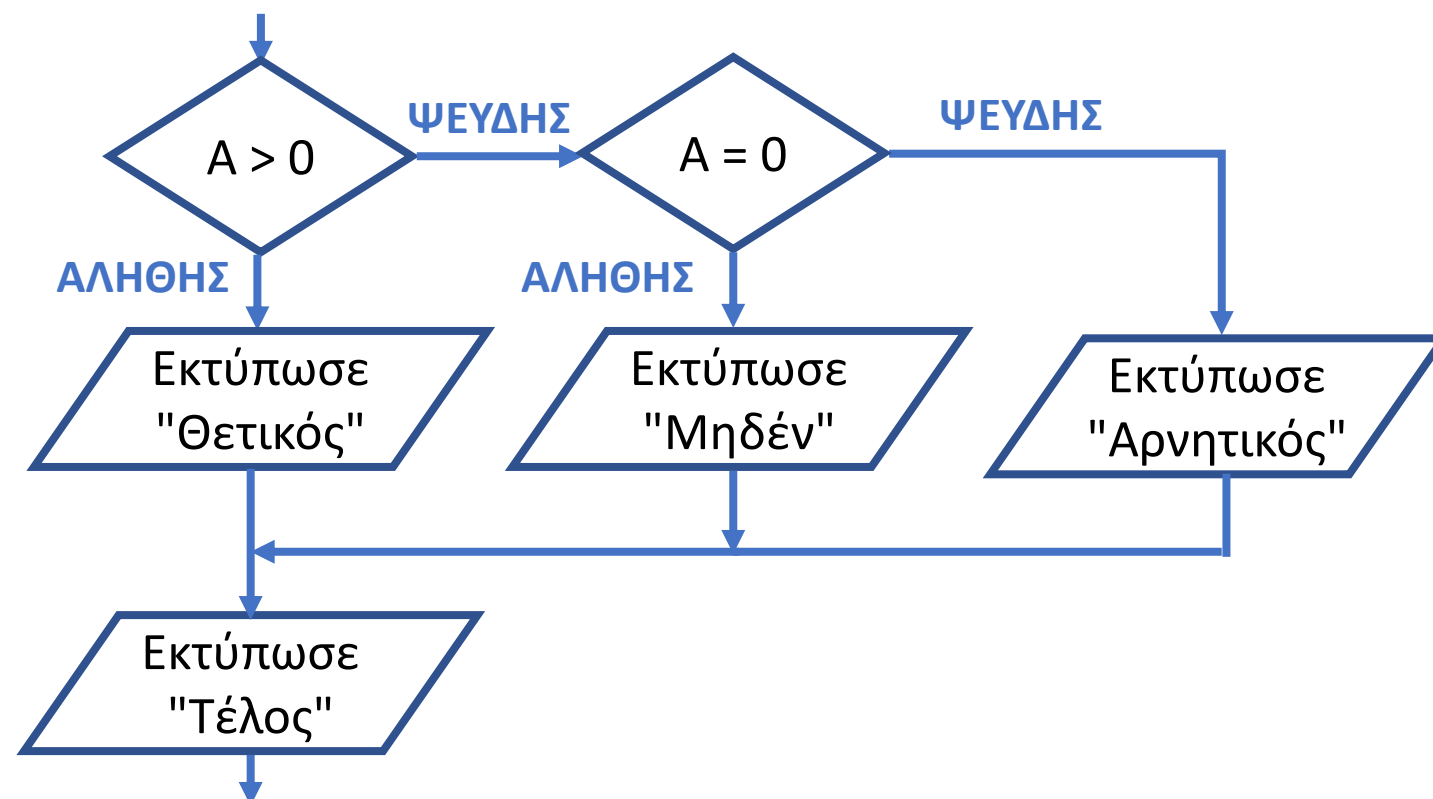 ΨΕΥΔΗΣ
ΨΕΥΔΗΣ
Α > 0
Α = 0
ΑΛΗΘΗΣ
ΑΛΗΘΗΣ
Εκτύπωσε
"Θετικός"
Εκτύπωσε
"Μηδέν"
Εκτύπωσε
"Αρνητικός"
Εκτύπωσε
"Τέλος"